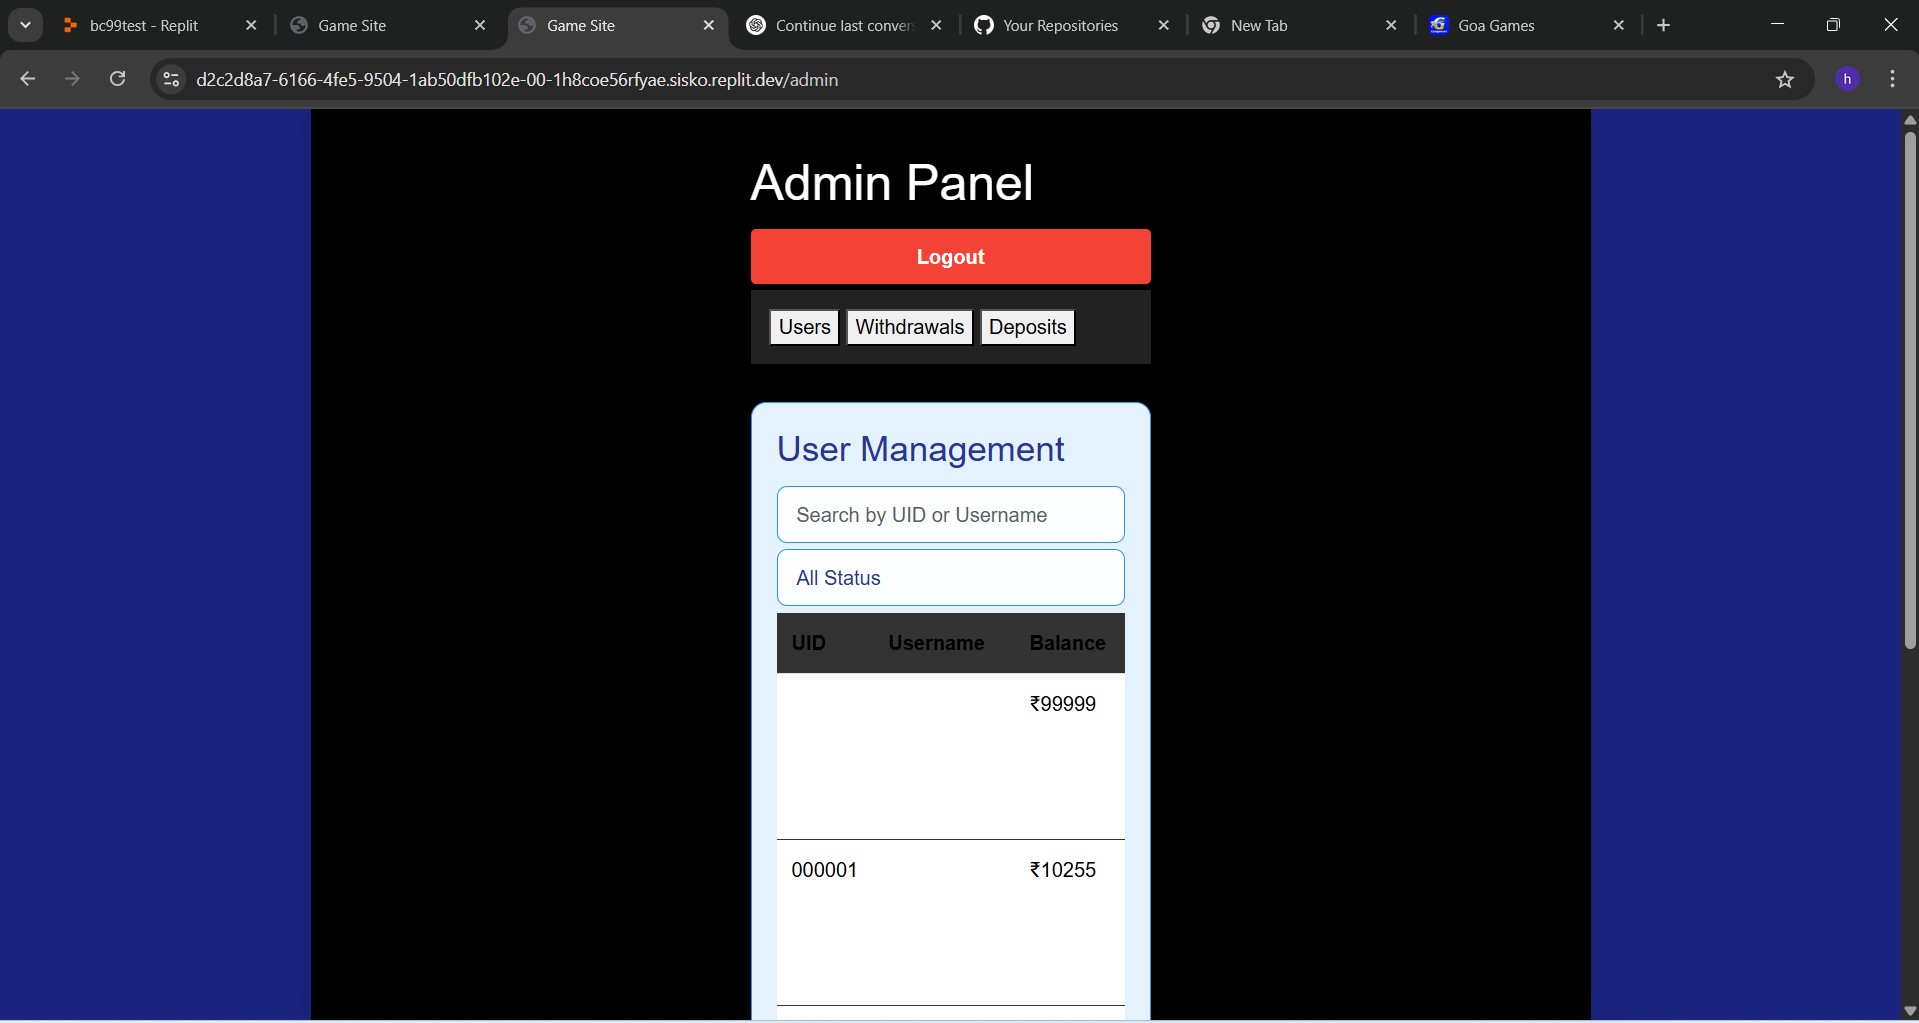 bc99test - Replit
Game Site
Game Site
Continue last conver
Your Repositories
New Tab
Goa Games
d2c2d8a7-6166-4fe5-9504-1ab50dfb102e-00-1h8coe56rfyae.sisko.replit.dev/admin
h
Admin Panel
Logout
Users Withdrawals Deposits
User Management
Search by UID or Username
All Status
UID Username Balance
₹99999
000001 ₹10255